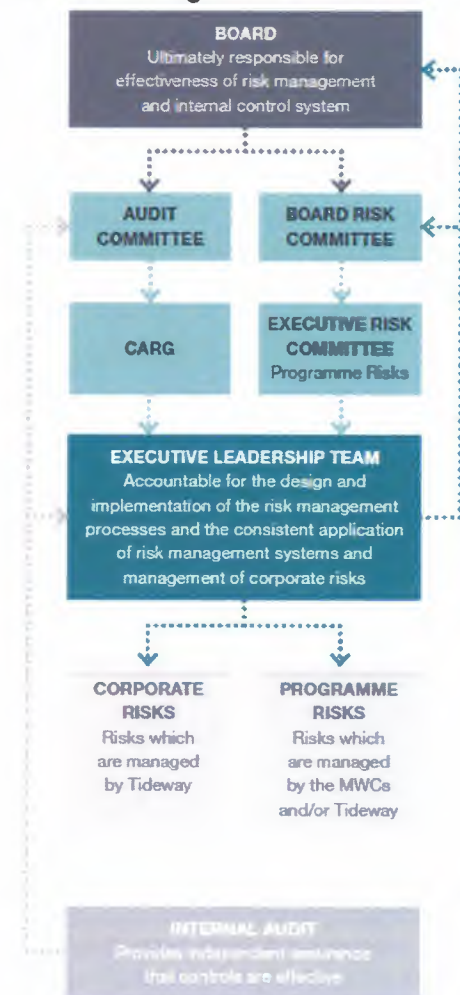 BOARD
Ultimately responsible for
effectiveness of risk management
and internal control system
AUDIT
COMMITTEE
BOARD RISK
COMMITTEE
CARG
EXECUTIVE RISK
COMMITTEE
Programme Risks
EXECUTIVE LEADERSHIP TEAM
Accountable for the design and
implementation of the risk management
processes and the consistent application
of risk management systems and
management of corporate risks
CORPORATE
RISKS
Risks which
are managed
by Tideway
PROGRAMME
RISKS
Risks which
are managed
by the MWCs
and/or Tideway
INTERNAL AUDIT
Provides independent assurance
that controls are effective